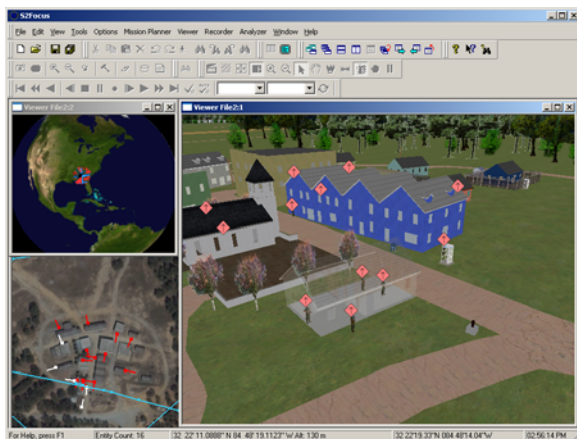 S2Focus
File Edit View Tools Options Mission Planner Viewer Recorder Analyzer Window Help
Viewer File2:2
Viewer File2:1
For Help, press F1 Entity Count: 16 32 22' 11.0888" N 84 48' 19.1123" W Alt: 130 m 32 22'19.33"N 084 48'14.04"W 02:56:14 PM